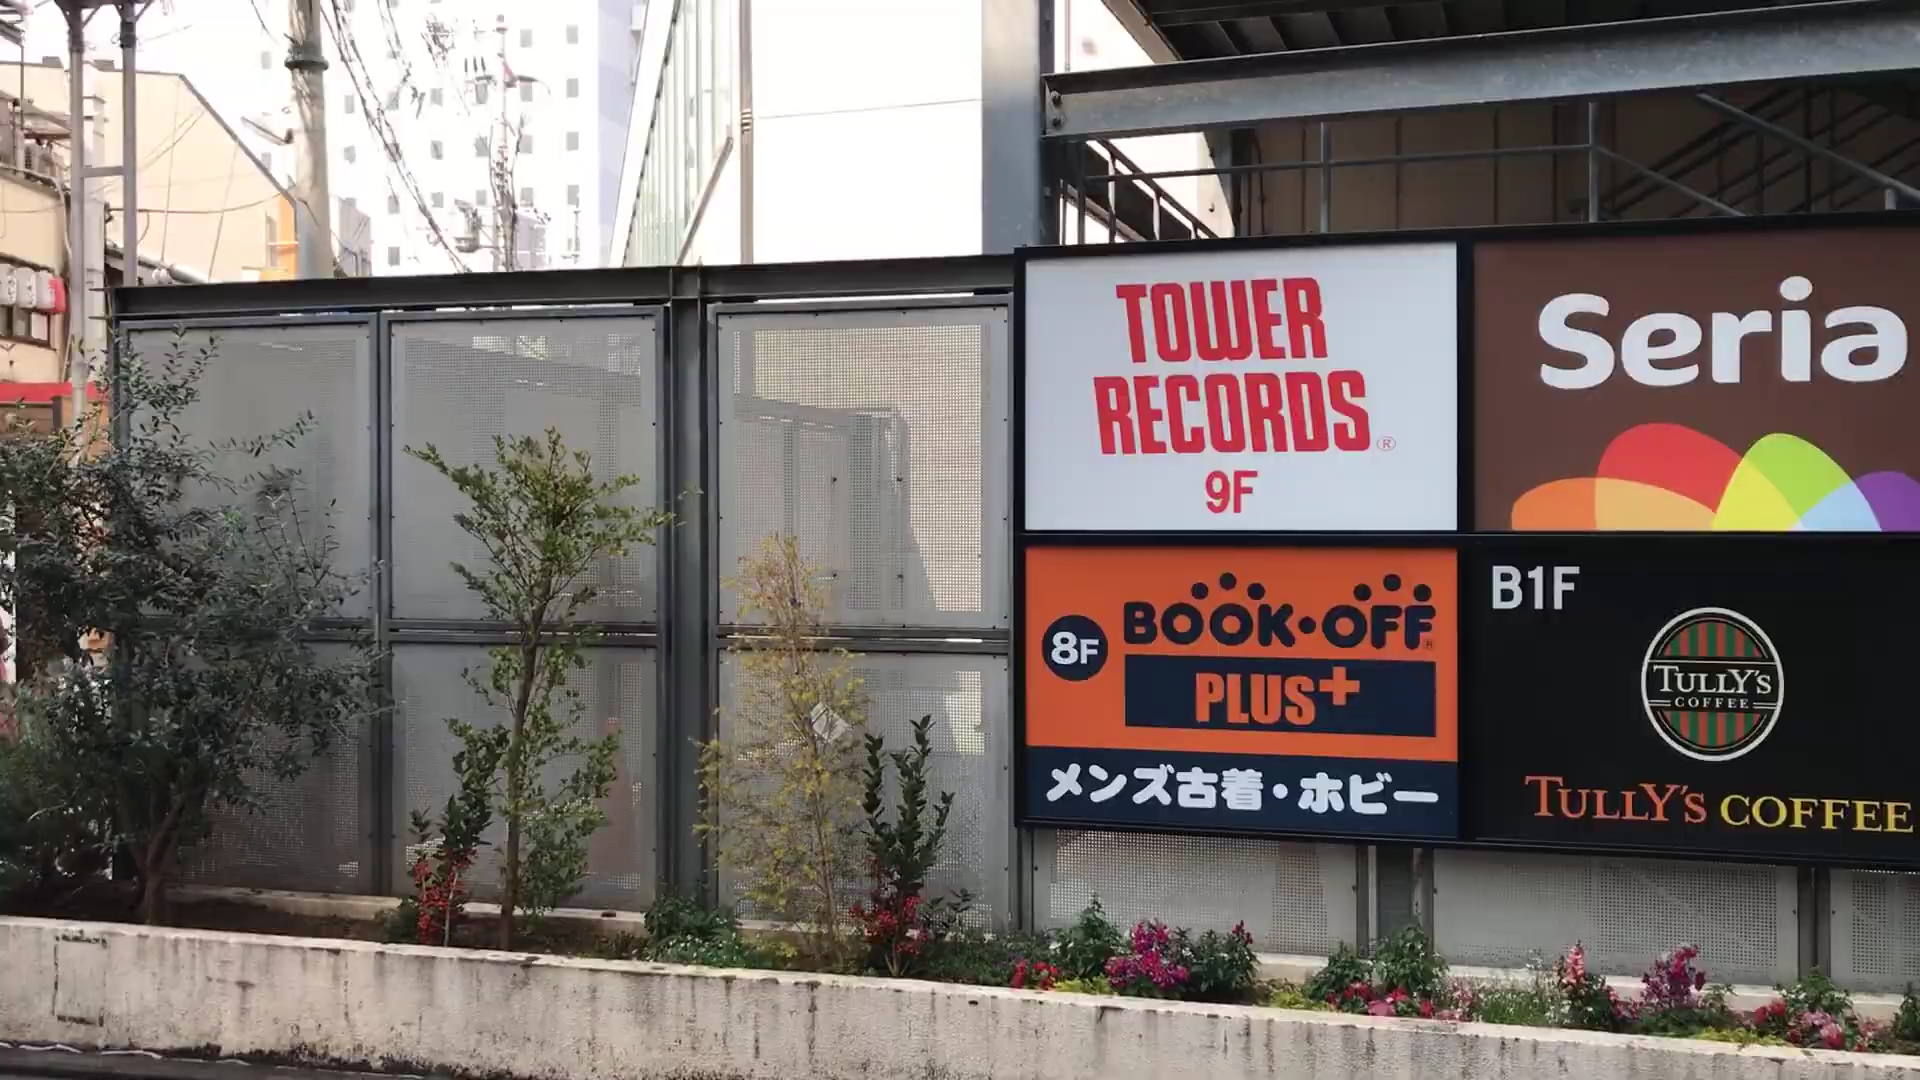 TOWER
RECORDS®
9F
Seria
8F
BOOK・OFF
PLUS+
メンズ古着・ホビー
B1F
TULLY'S
COFFEE
TULLY'S COFFEE